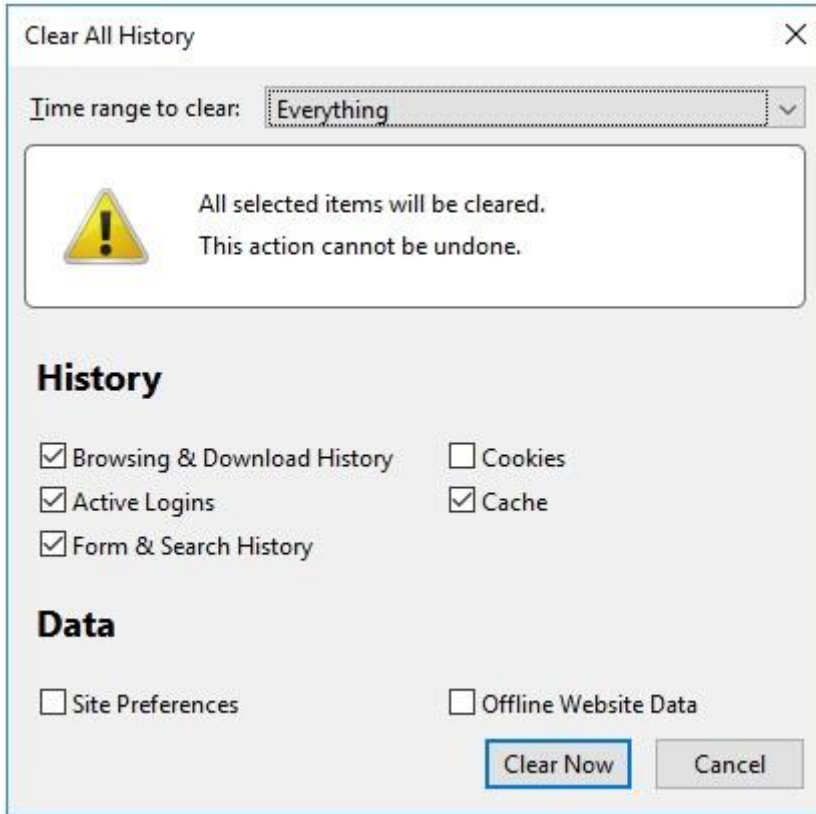 Clear All History
Time range to clear: Everything
All selected items will be cleared.
This action cannot be undone.
History
Browsing & Download History Cookies
Active Logins Cache
Form & Search History
Data
Site Preferences Offline Website Data
Clear Now Cancel